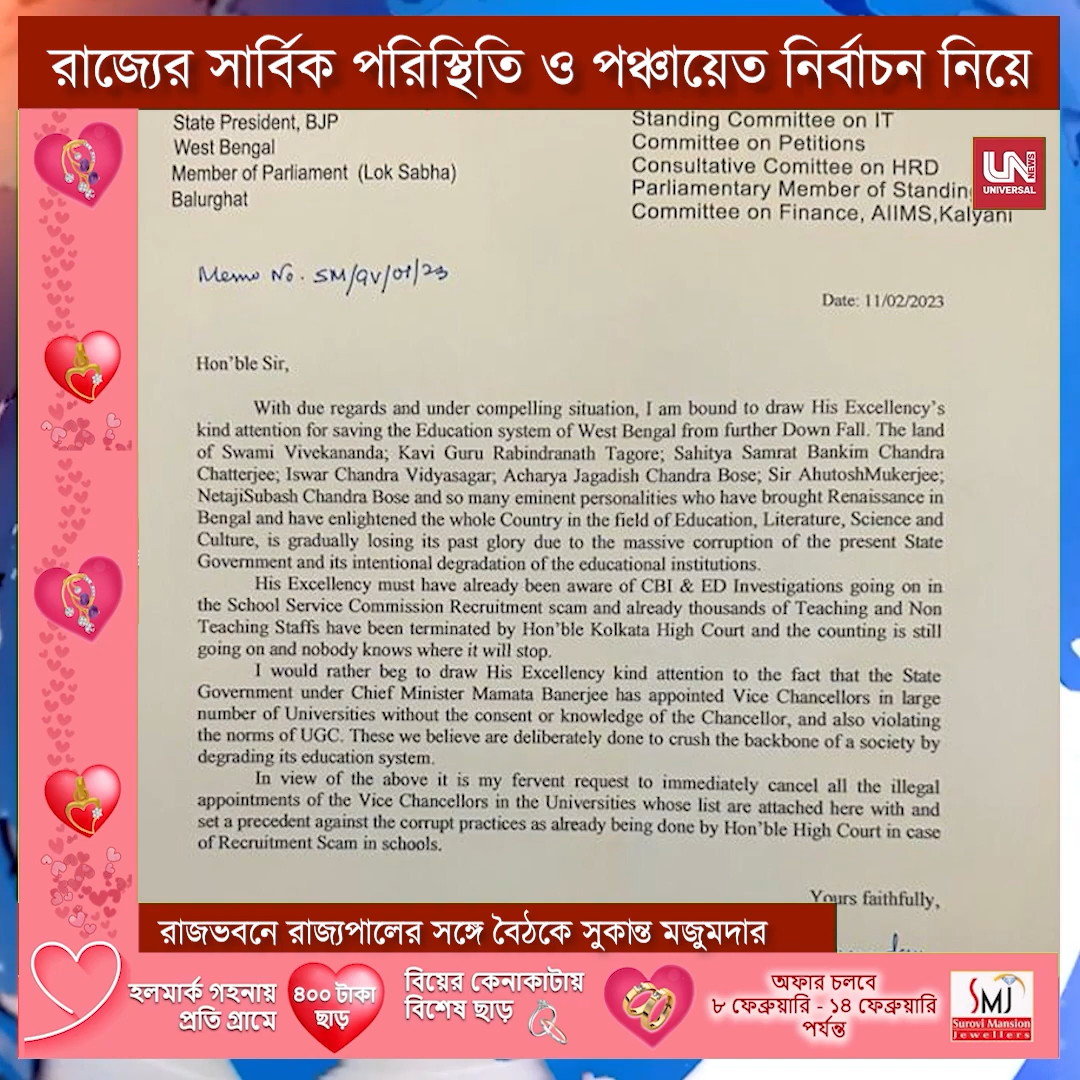 রাজ্যের সার্বিক পরিস্থিতি ও পঞ্চায়েত নির্বাচন নিয়ে
State President, BJP
West Bengal
Member of Parliament (Lok Sabha)
Balurghat
Standing Committee on IT
Committee on Petitions
Consultative Comittee on HRD
Parliamentary Member of Standing
Committee on Finance, AIIMS,Kalyani
UN NEWS
UNIVERSAL
Memo No. SM/GV/01/23
Date: 11/02/2023
Hon'ble Sir,
With due regards and under compelling situation, I am bound to draw His Excellency's
kind attention for saving the Education system of West Bengal from further Down Fall. The land
of Swami Vivekananda; Kavi Guru Rabindranath Tagore; Sahitya Samrat Bankim Chandra
Chatterjee; Iswar Chandra Vidyasagar; Acharya Jagadish Chandra Bose; Sir AhutoshMukerjee;
NetajiSubash Chandra Bose and so many eminent personalities who have brought Renaissance in
Bengal and have enlightened the whole Country in the field of Education, Literature, Science and
Culture, is gradually losing its past glory due to the massive corruption of the present State
Government and its intentional degradation of the educational institutions.
His Excellency must have already been aware of CBI & ED Investigations going on in
the School Service Commission Recruitment scam and already thousands of Teaching and Non
Teaching Staffs have been terminated by Hon'ble Kolkata High Court and the counting is still
going on and nobody knows where it will stop.
I would rather beg to draw His Excellency kind attention to the fact that the State
Government under Chief Minister Mamata Banerjee has appointed Vice Chancellors in large
number of Universities without the consent or knowledge of the Chancellor, and also violating
the norms of UGC. These we believe are deliberately done to crush the backbone of a society by
degrading its education system.
In view of the above it is my fervent request to immediately cancel all the illegal
appointments of the Vice Chancellors in the Universities whose list are attached here with and
set a precedent against the corrupt practices as already being done by Hon'ble High Court in case
of Recruitment Scam in schools.
Yours faithfully,
রাজভবনে রাজ্যপালের সঙ্গে বৈঠকে সুকান্ত মজুমদার
হলমার্ক গহনায়
প্রতি গ্রামে
৪০০ টাকা
ছাড়
বিয়ের কেনাকাটায়
বিশেষ ছাড়
অফার চলবে
৮ ফেব্রুয়ারি - ১৪ ফেব্রুয়ারি
পর্যন্ত
SMJ
Surovi Mansion
Jewellers